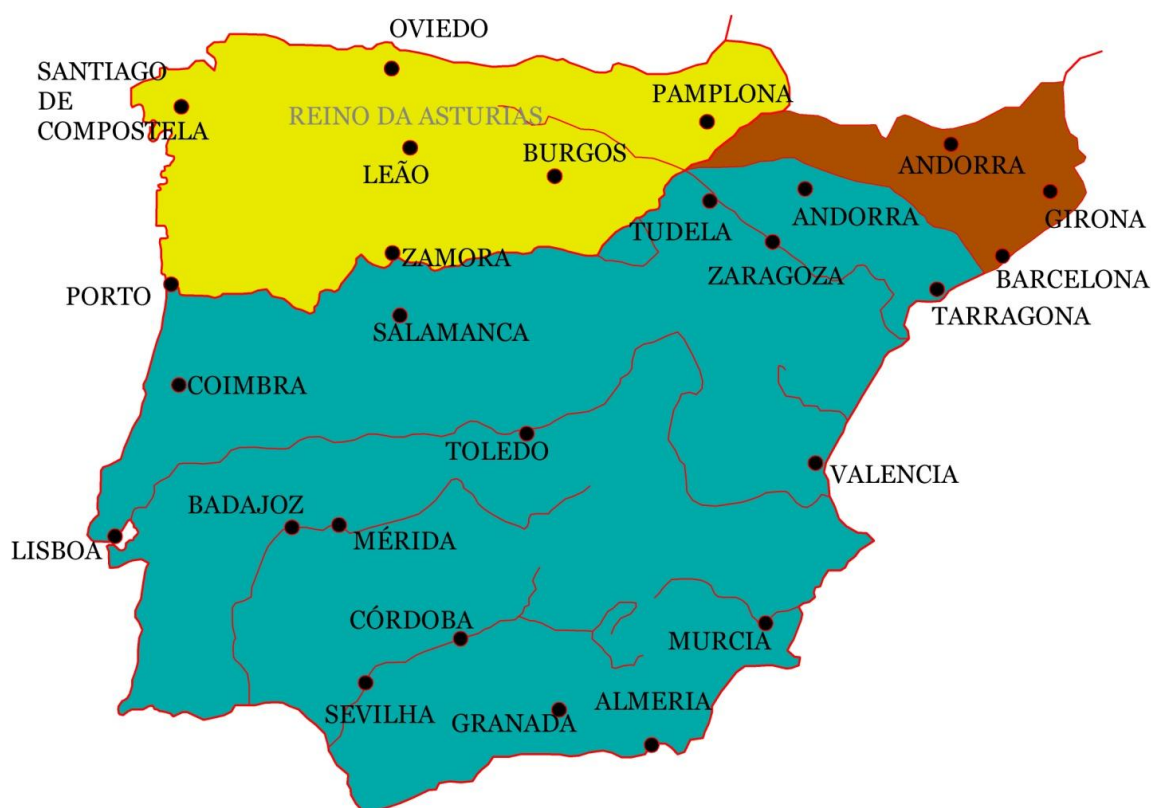 OVIEDO
SANTIAGO
DE
COMPOSTELA
PAMPLONA
REINO DA ASTURIAS
BURGOS
ANDORRA
LEÃO
GIRONA
TUDELA
ANDORRA
ZAMORA
ZARAGOZA
BARCELONA
PORTO
TARRAGONA
SALAMANCA
COIMBRA
TOLEDO
VALENCIA
BADAJOZ
LISBOA
MÉRIDA
CÓRDOBA
MURCIA
SEVILHA
GRANADA
ALMERIA